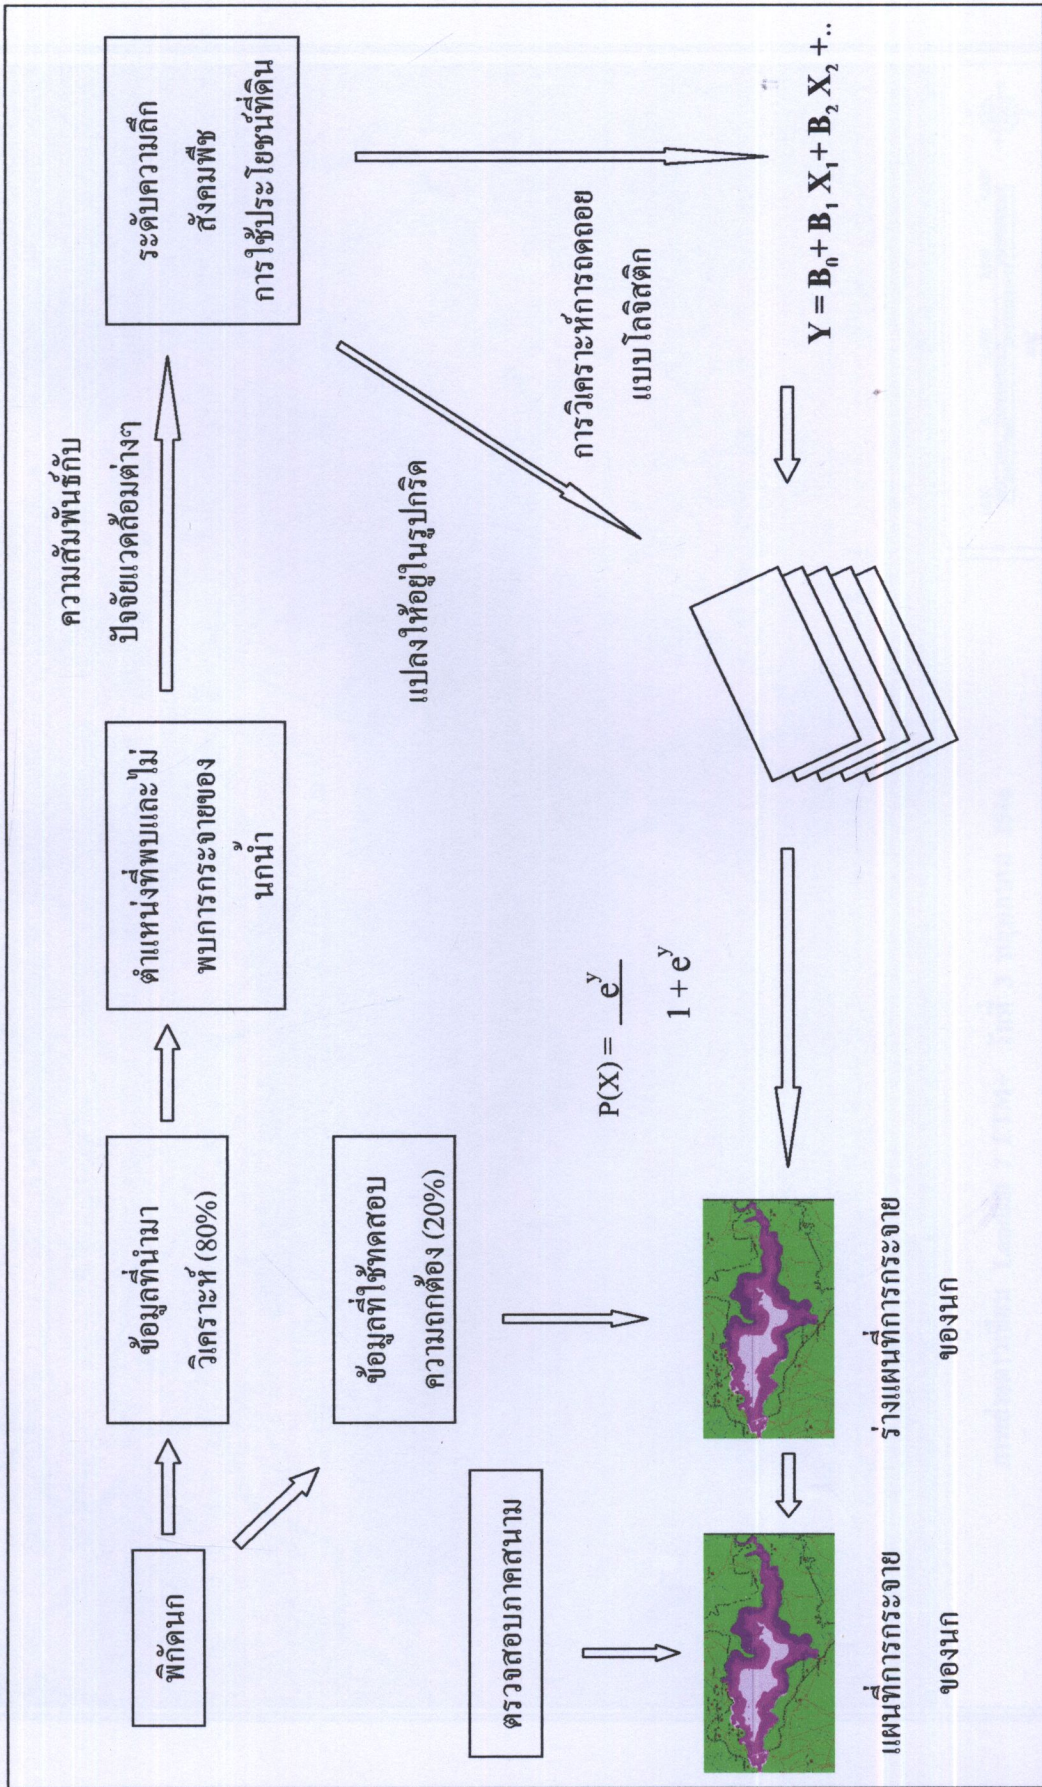 พิกัดนก
ข้อมูลที่นำมา
วิเคราะห์ (80%)
ตำแหน่งที่พบและไม่
พบการกระจายของ
นกน้ำ
ความสัมพันธ์กับ
ปัจจัยแวดล้อมต่างๆ
ระดับความลึก
สังคมพืช
การใช้ประโยชน์ที่ดิน
ข้อมูลที่ใช้ทดสอบ
ความถูกต้อง (20%)
แปลงให้อยู่ในรูปกริด
การวิเคราะห์การถดถอย
แบบโลจิสติก
ตรวจสอบภาคสนาม
P(X) = e^y
1 + e^y
Y = B₀+ B₁ X₁+ B₂ X₂ +..
แผนที่การกระจาย
ของนก
ร่างแผนที่การกระจาย
ของนก